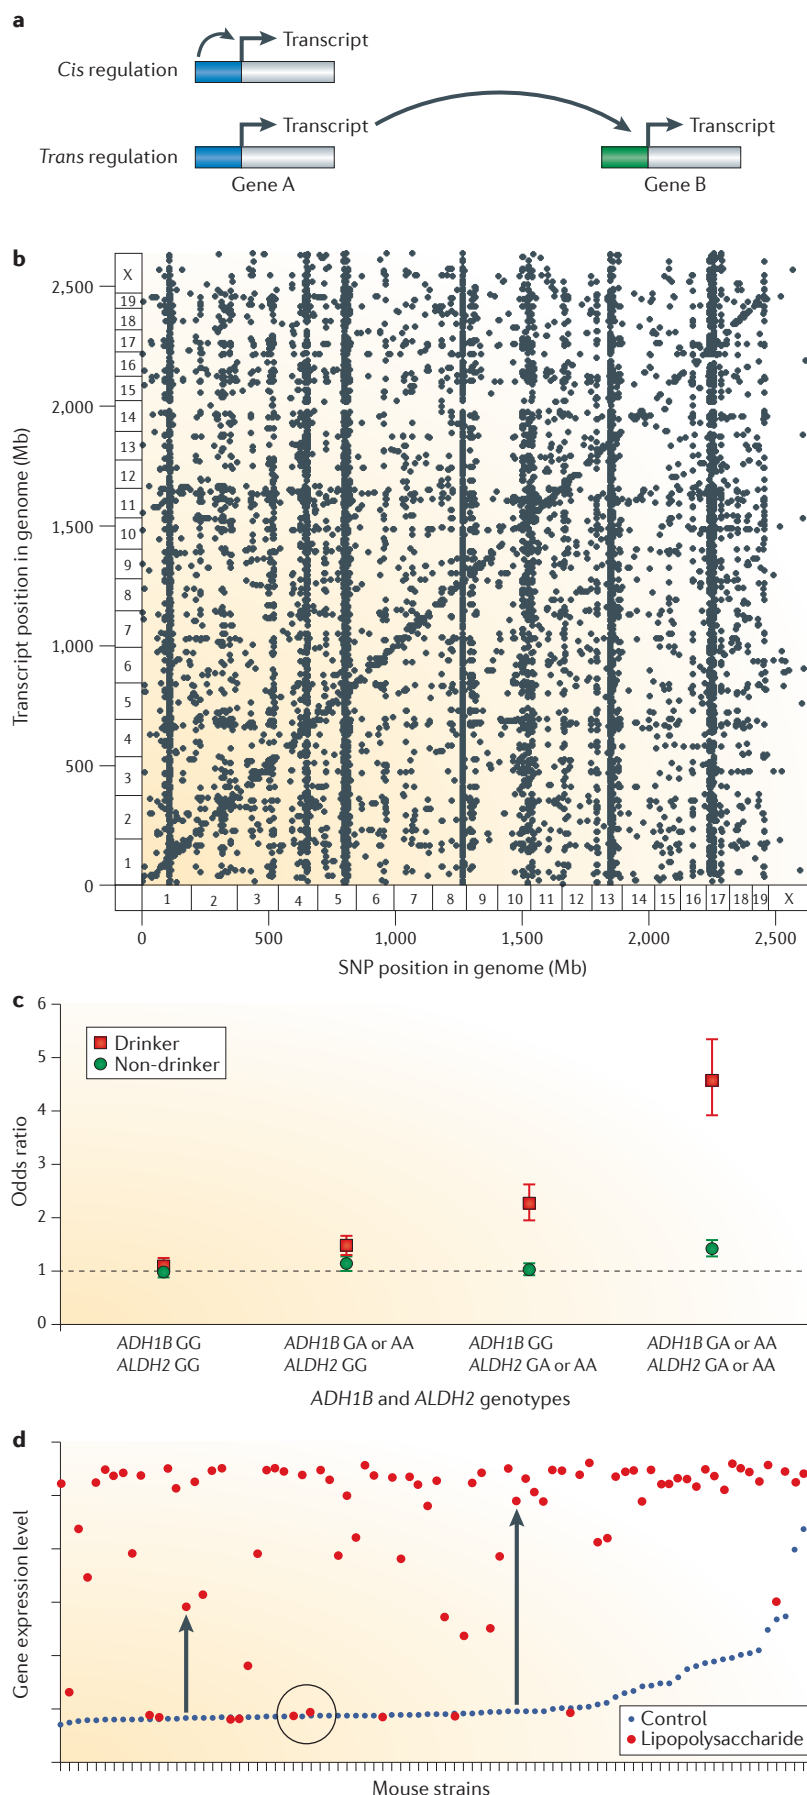 a
Cis regulation
Transcript
Trans regulation
Transcript
Transcript
Gene A
Gene B
b
Transcript position in genome (Mb)
2,500
2,000
1,500
1,000
500
0
X
19
18
17
16
15
14
13
12
11
10
9
8
7
6
5
4
3
2
1
1 2 3 4 5 6 7 8 9 10 11 12 13 14 15 16 17 18 19 X
0 500 1,000 1,500 2,000 2,500
SNP position in genome (Mb)
c
Odds ratio
6
5
4
3
2
1
0
Drinker
Non-drinker
ADH1B GG
ALDH2 GG
ADH1B GA or AA
ALDH2 GG
ADH1B GG
ALDH2 GA or AA
ADH1B GA or AA
ALDH2 GA or AA
ADH1B and ALDH2 genotypes
d
Gene expression level
Control
Lipopolysaccharide
Mouse strains